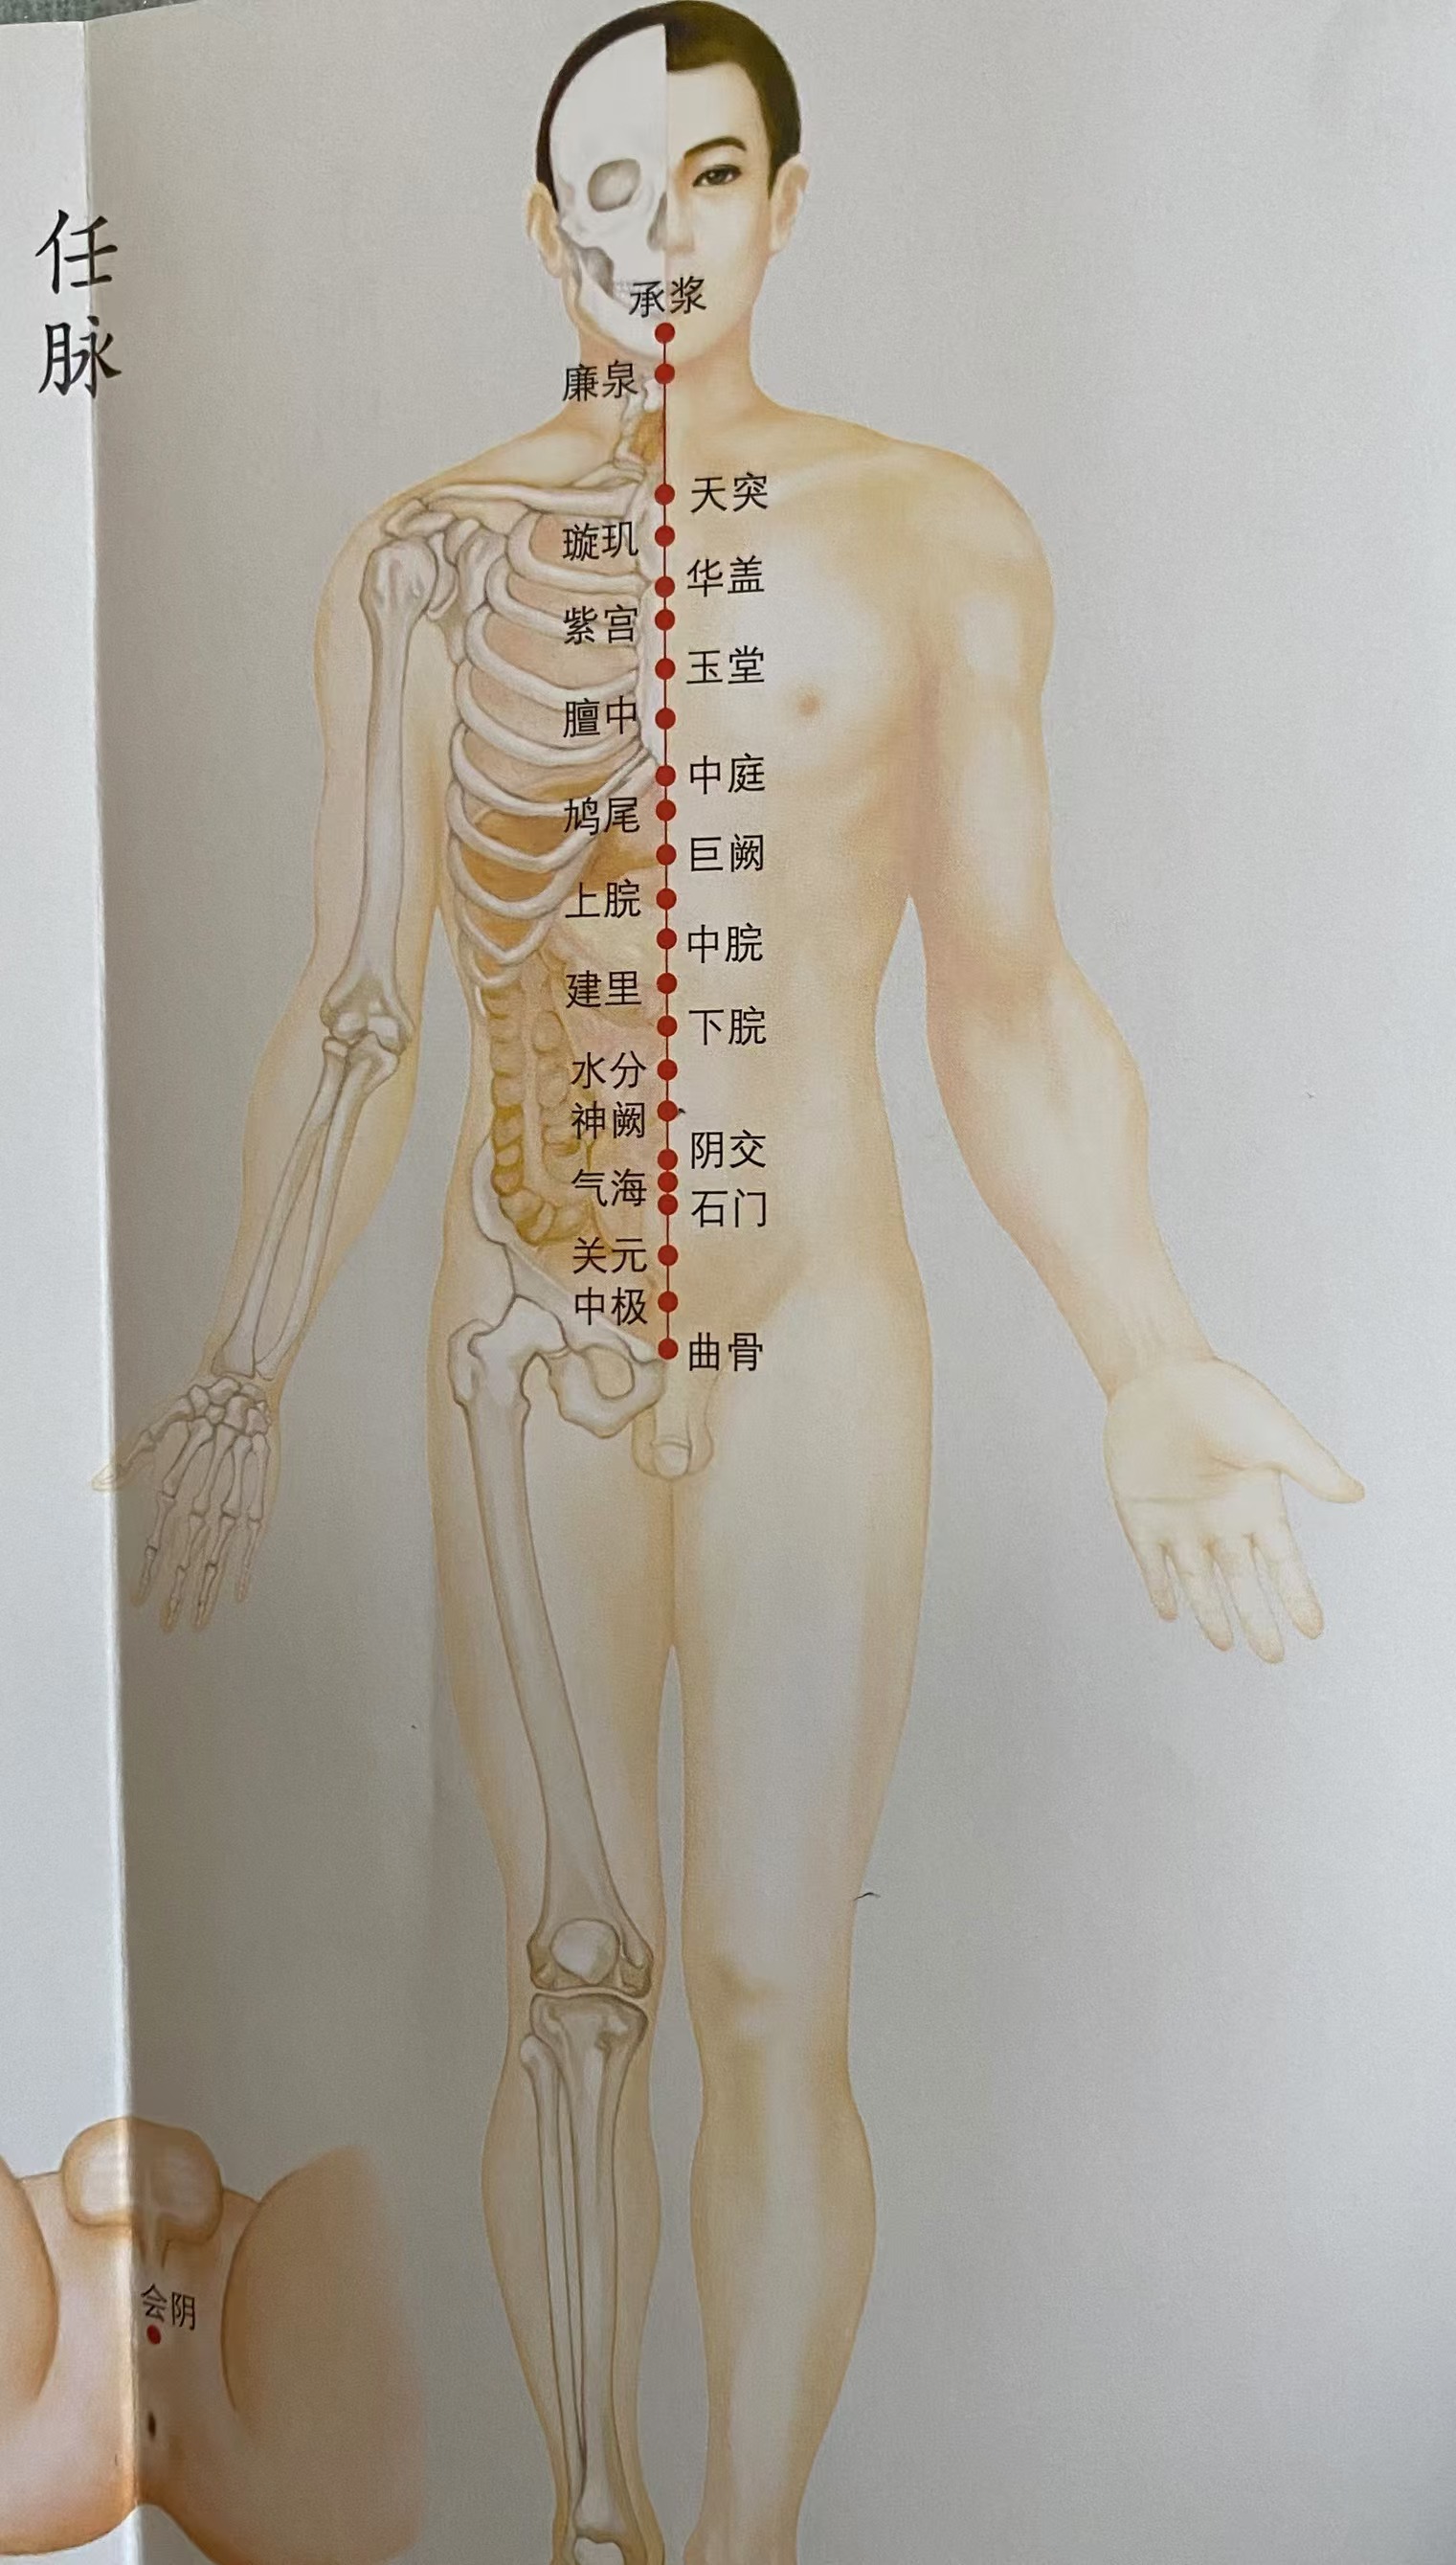 任脉
承浆
廉泉
天突
璇玑
华盖
紫宫
玉堂
膻中
中庭
鸠尾
巨阙
上脘
中脘
建里
下脘
水分
神阙
阴交
气海
石门
关元
中极
曲骨
会阴